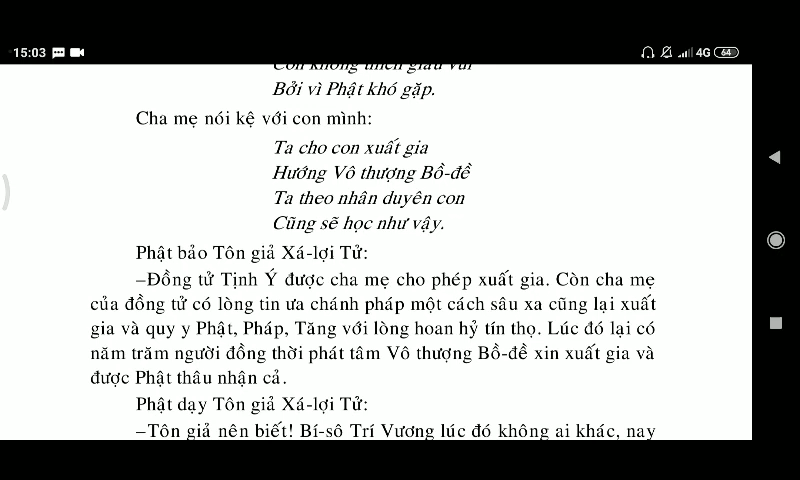 15:03
4G 64
Con không thích giàu vui
Bởi vì Phật khó gặp.
Cha mẹ nói kệ với con mình:
Ta cho con xuất gia
Hướng Vô thượng Bồ-đề
Ta theo nhân duyên con
Cũng sẽ học như vậy.
Phật bảo Tôn giả Xá-lợi Tử:
–Đồng tử Tịnh Ý được cha mẹ cho phép xuất gia. Còn cha mẹ
của đồng tử có lòng tin ưa chánh pháp một cách sâu xa cũng lại xuất
gia và quy y Phật, Pháp, Tăng với lòng hoan hỷ tín thọ. Lúc đó lại có
năm trăm người đồng thời phát tâm Vô thượng Bồ-đề xin xuất gia và
được Phật thâu nhận cả.
Phật dạy Tôn giả Xá-lợi Tử:
–Tôn giả nên biết! Bí-sô Trí Vương lúc đó không ai khác, nay